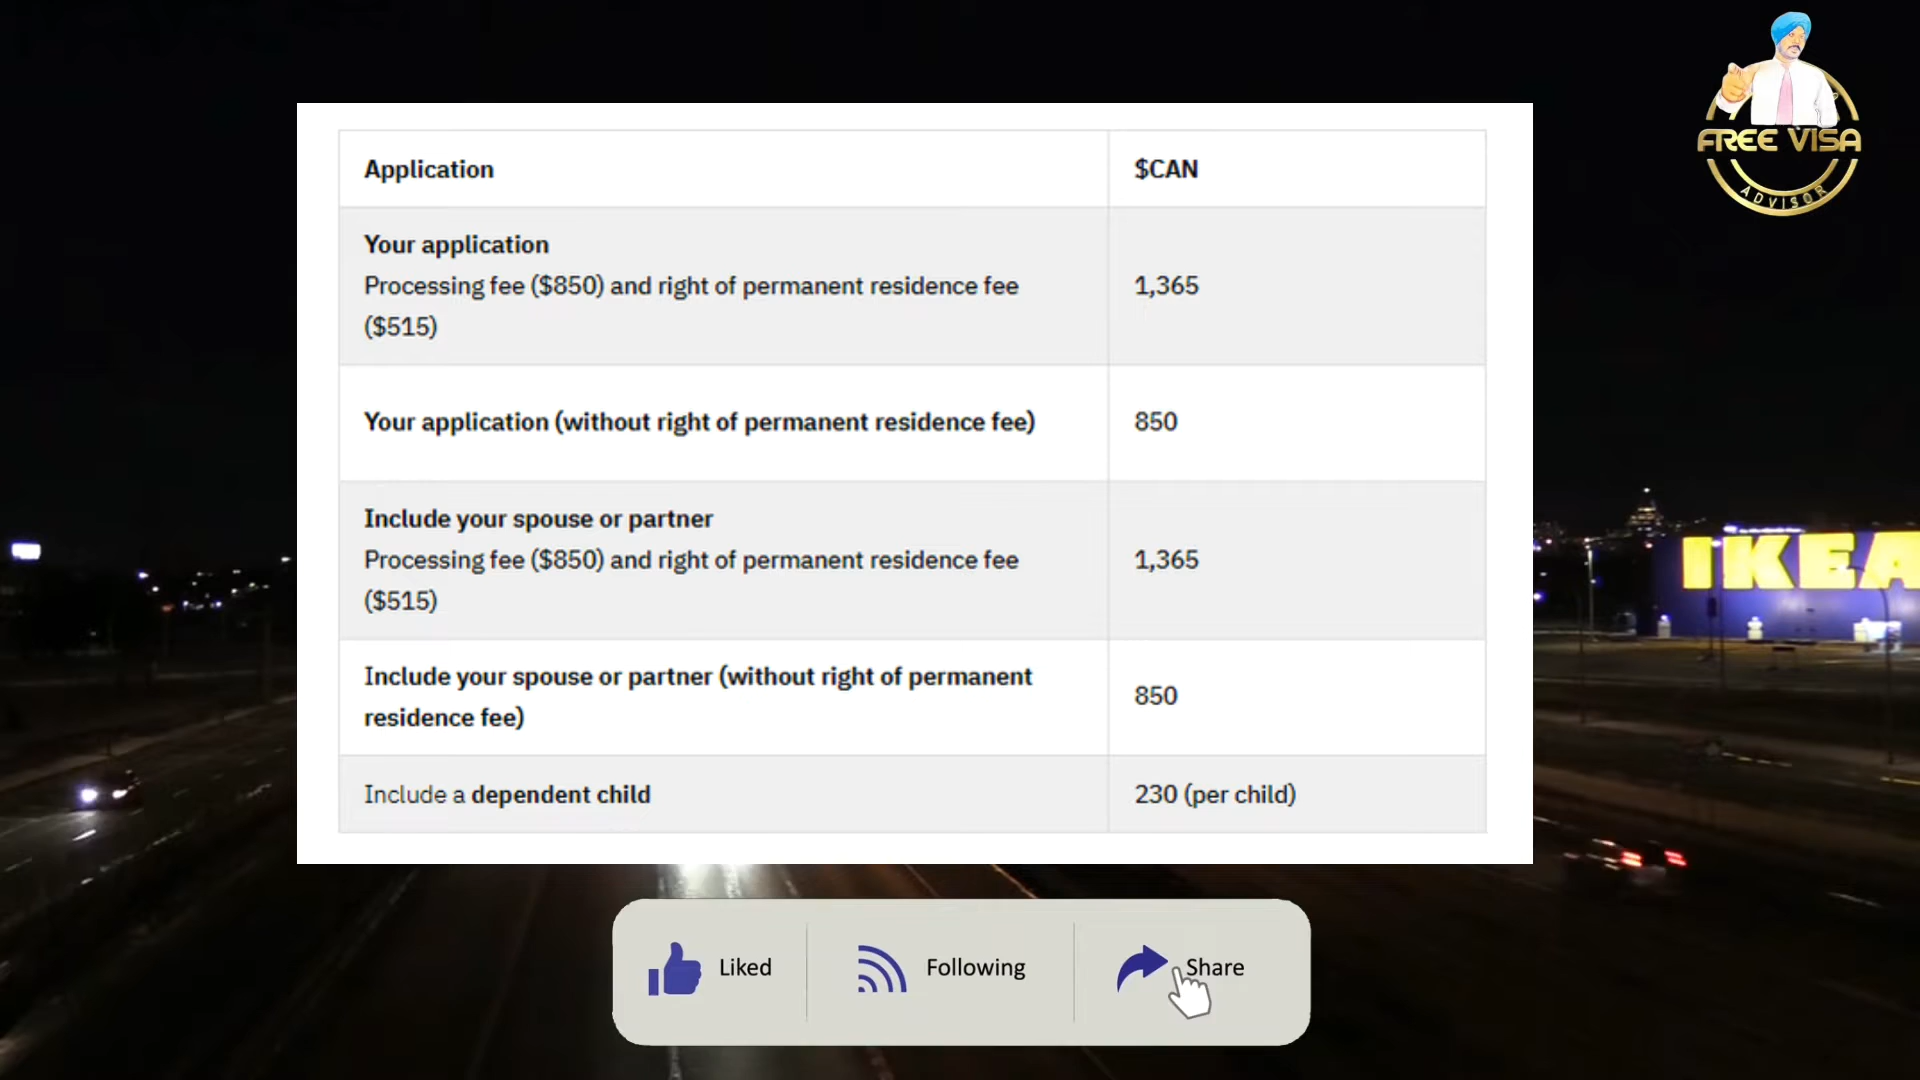 FREE VISA
ADVISOR
Application
$CAN
Your application
Processing fee ($850) and right of permanent residence fee
($515)
1,365
Your application (without right of permanent residence fee)
850
Include your spouse or partner
Processing fee ($850) and right of permanent residence fee
($515)
1,365
Include your spouse or partner (without right of permanent
residence fee)
850
Include a dependent child
230 (per child)
IKEA
Liked
Following
Share